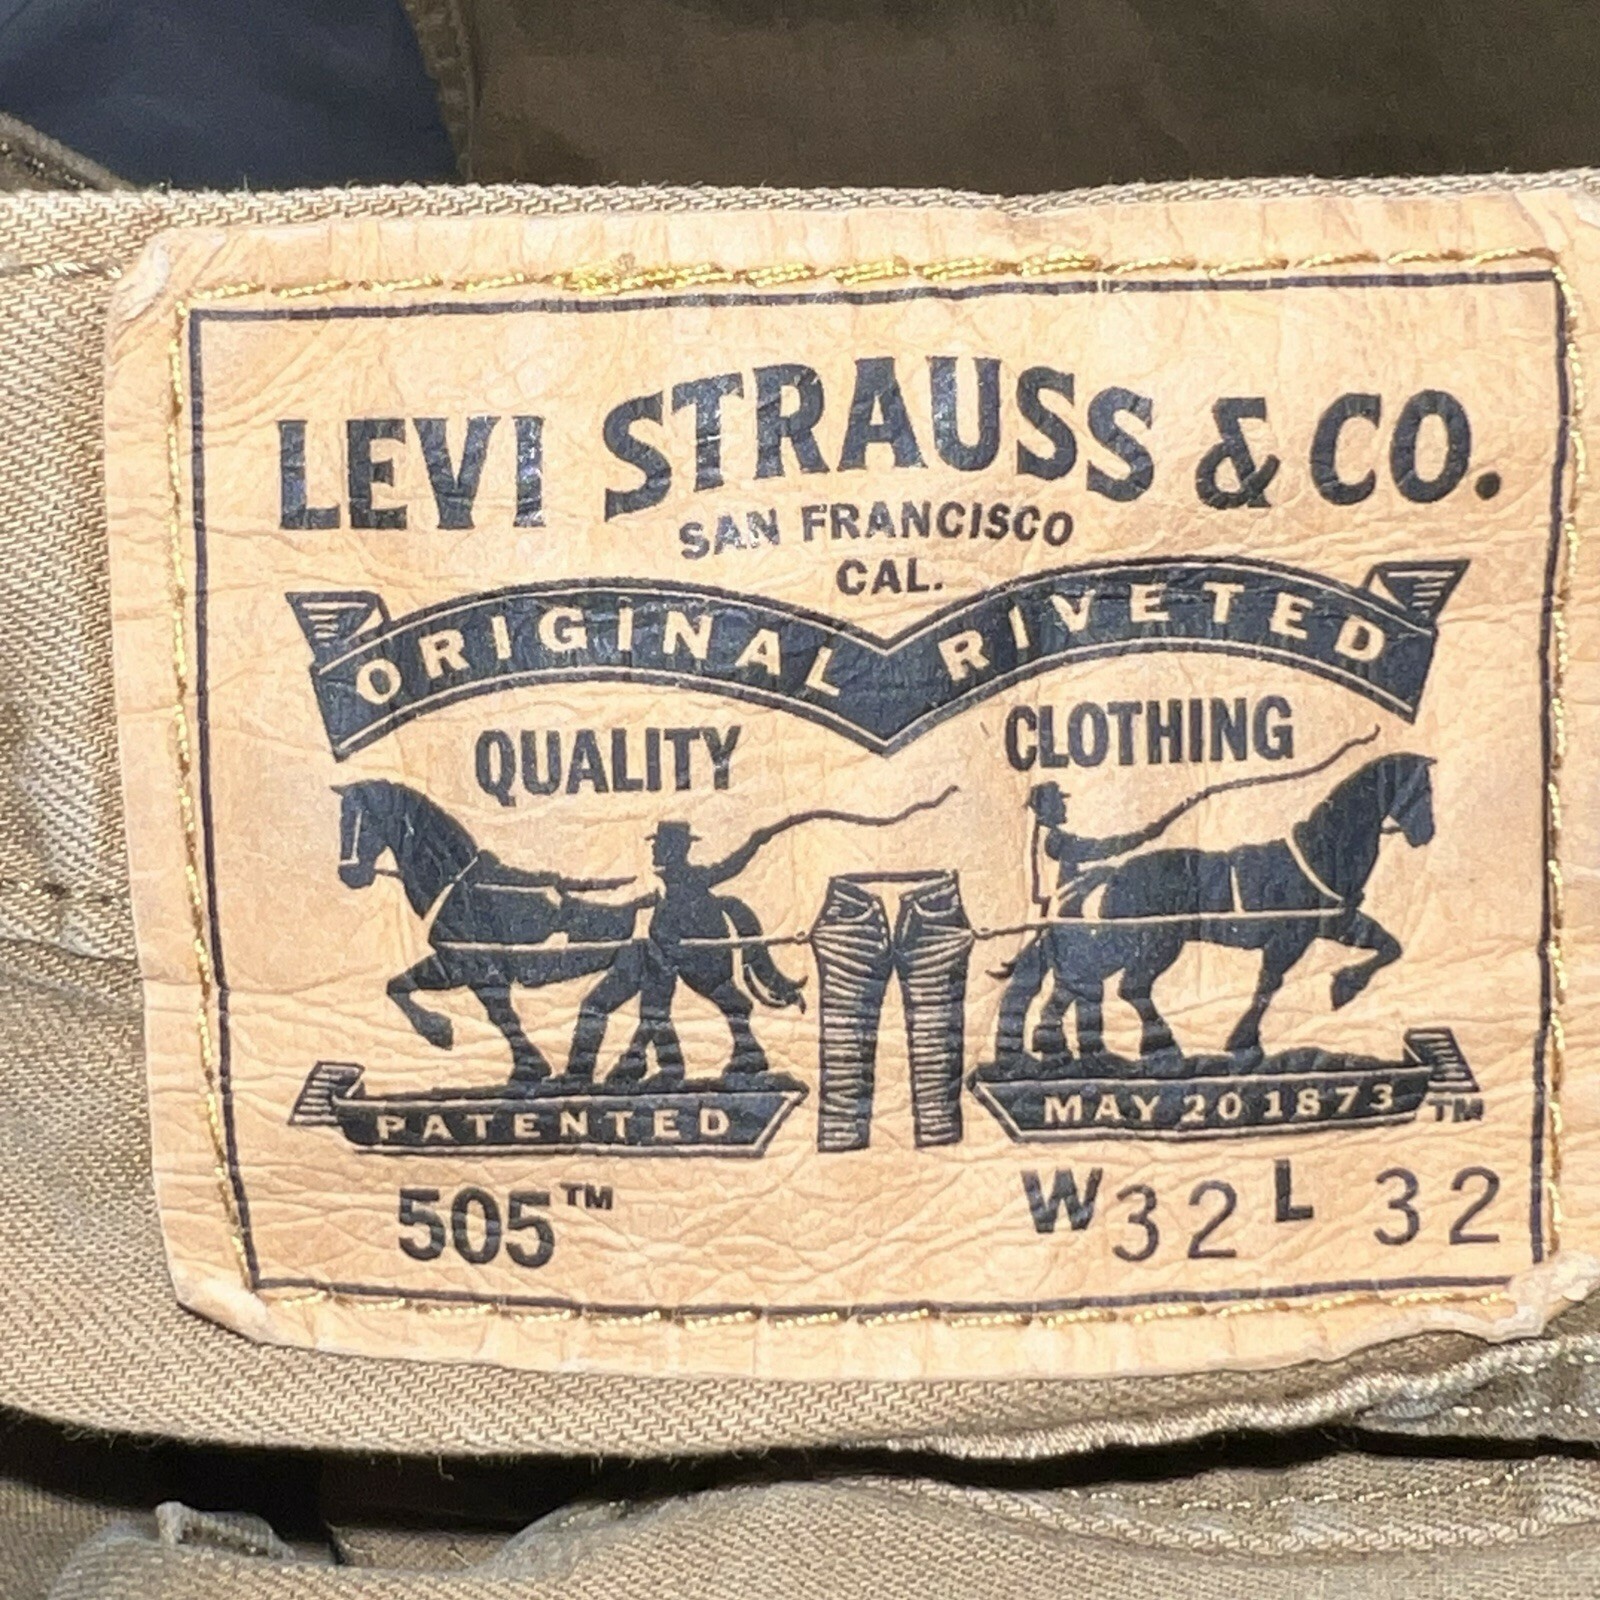 LEVI STRAUSS & CO.
SAN FRANCISCO
CAL.
ORIGINAL RIVETED
QUALITY CLOTHING
PATENTED MAY 20 1873 TM
505™ W32 L 32